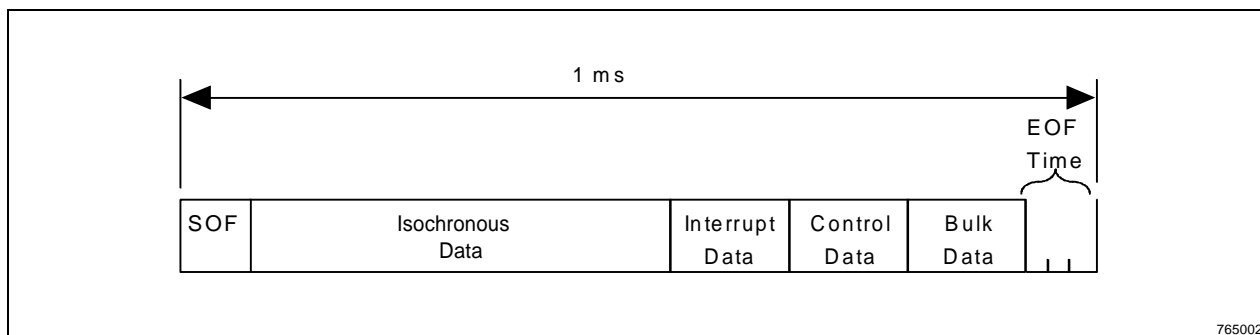 1 ms
EOF
Time
SOF
Isochronous
Data
Interrupt
Data
Control
Data
Bulk
Data
765002